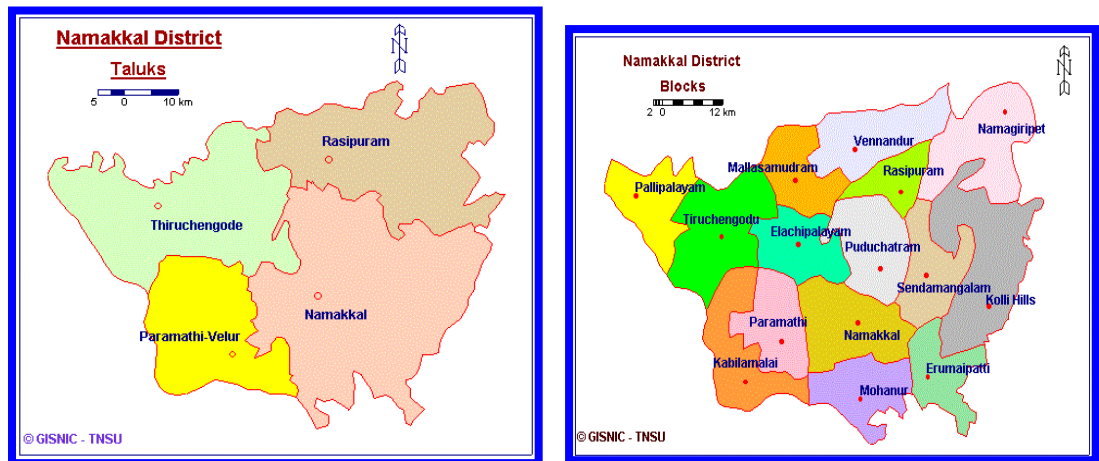 Namakkal District
Taluks
5 0 10 km
N
Rasipuram
Thiruchengode
Namakkal
Paramathi-Velur
© GISNIC - TNSU
Namakkal District
Blocks
2 0 12 km
N
Namagiripet
Vennandur
Mallasamudram
Rasipuram
Pallipalayam
Tiruchengodu
Elachipalayam
Puduchatram
Sendamangalam
Kolli Hills
Paramathi
Namakkal
Kabilamalai
Erumaipatti
Mohanur
© GISNIC - TNSU